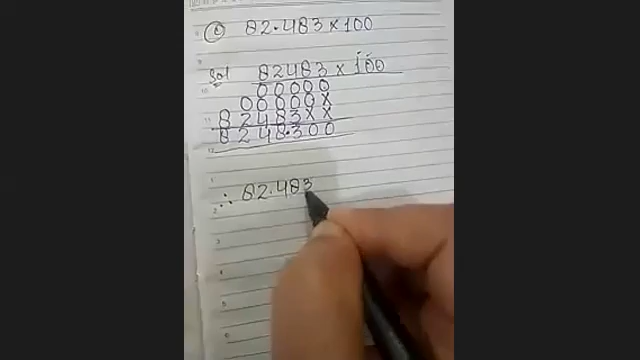 c 82.483 x 100
Sol 82483 x 100
00000
00000x
82483xx
8248.300
∴ 82.483